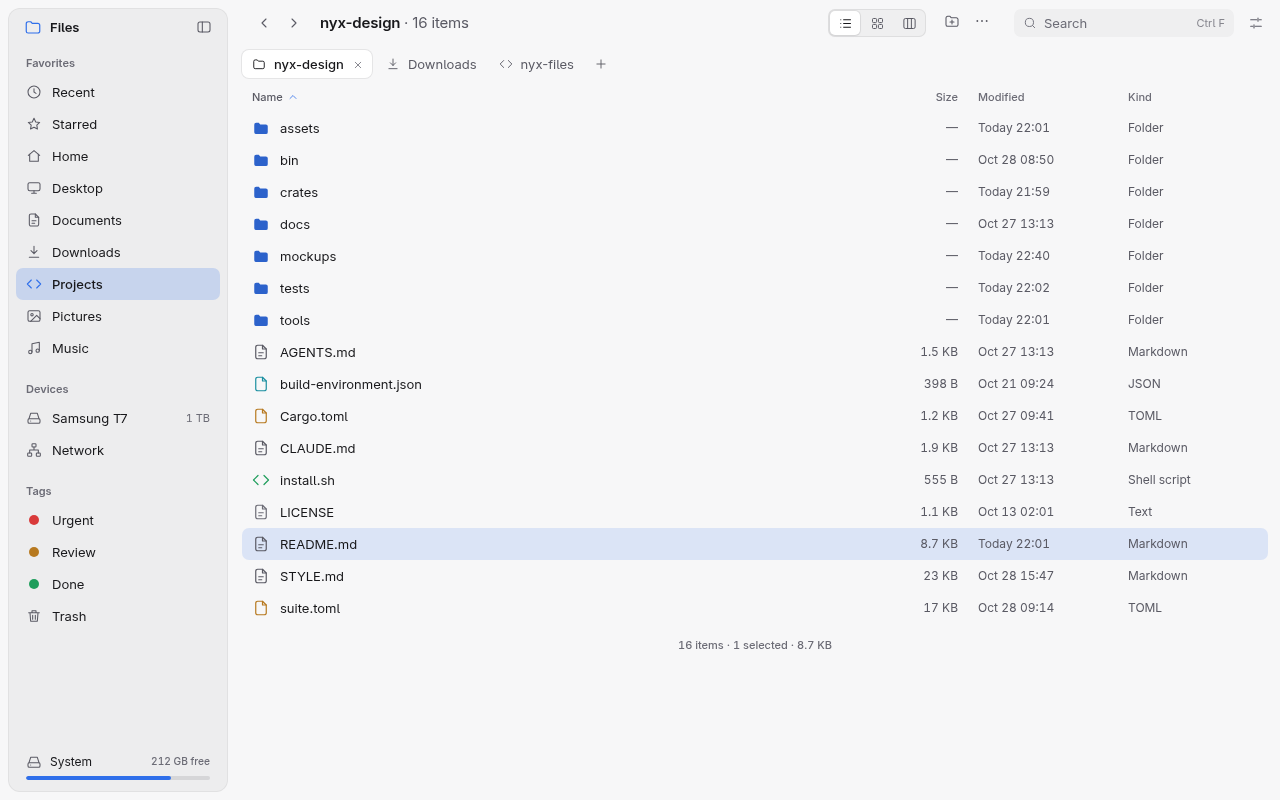 Files
Favorites
Recent
Starred
Home
Desktop
Documents
Downloads
Projects
Pictures
Music
Devices
Samsung T7 1 TB
Network
Tags
Urgent
Review
Done
Trash
System 212 GB free
nyx-design · 16 items
Search Ctrl F
nyx-design Downloads nyx-files
Name Size Modified Kind
assets — Today 22:01 Folder
bin — Oct 28 08:50 Folder
crates — Today 21:59 Folder
docs — Oct 27 13:13 Folder
mockups — Today 22:40 Folder
tests — Today 22:02 Folder
tools — Today 22:01 Folder
AGENTS.md 1.5 KB Oct 27 13:13 Markdown
build-environment.json 398 B Oct 21 09:24 JSON
Cargo.toml 1.2 KB Oct 27 09:41 TOML
CLAUDE.md 1.9 KB Oct 27 13:13 Markdown
install.sh 555 B Oct 27 13:13 Shell script
LICENSE 1.1 KB Oct 13 02:01 Text
README.md 8.7 KB Today 22:01 Markdown
STYLE.md 23 KB Oct 28 15:47 Markdown
suite.toml 17 KB Oct 28 09:14 TOML
16 items · 1 selected · 8.7 KB